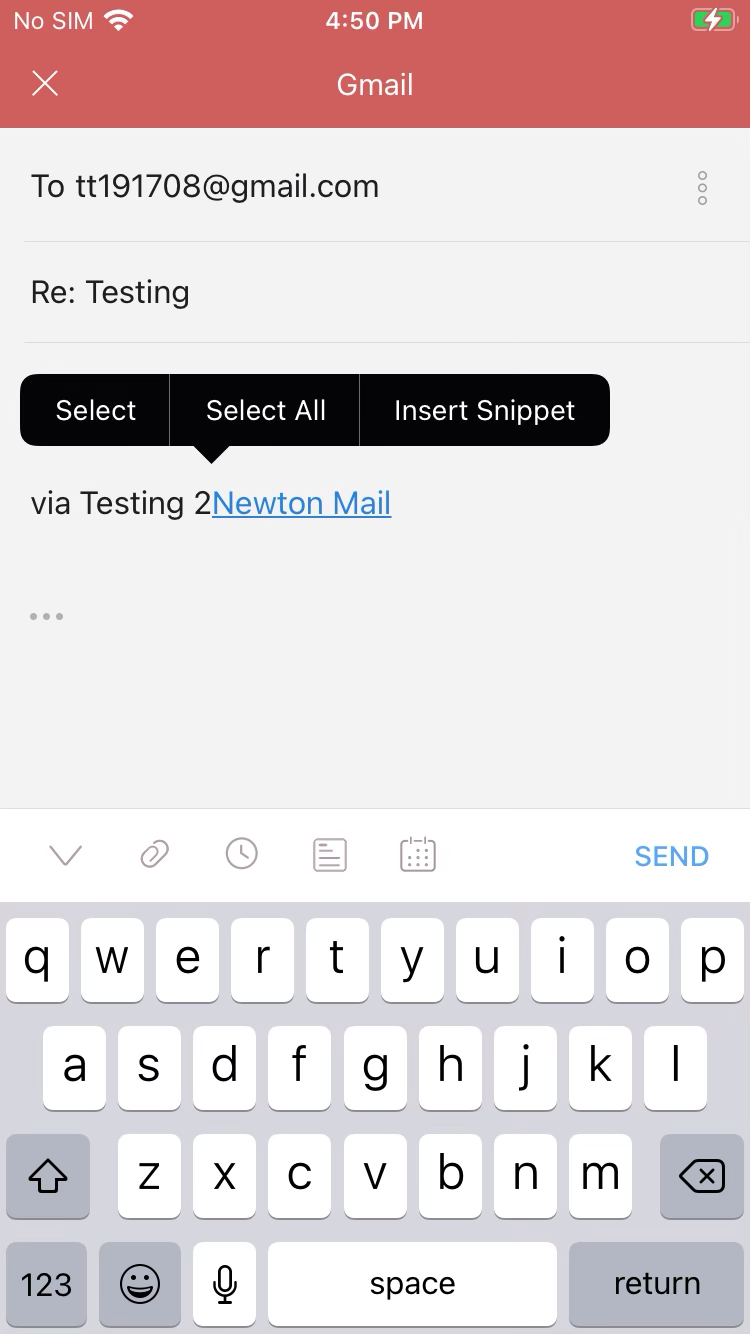 No SIM 4:50 PM
Gmail
To tt191708@gmail.com
Re: Testing
Select Select All Insert Snippet
via Testing 2Newton Mail
SEND
q w e r t y u i o p
a s d f g h j k l
z x c v b n m
123 space return